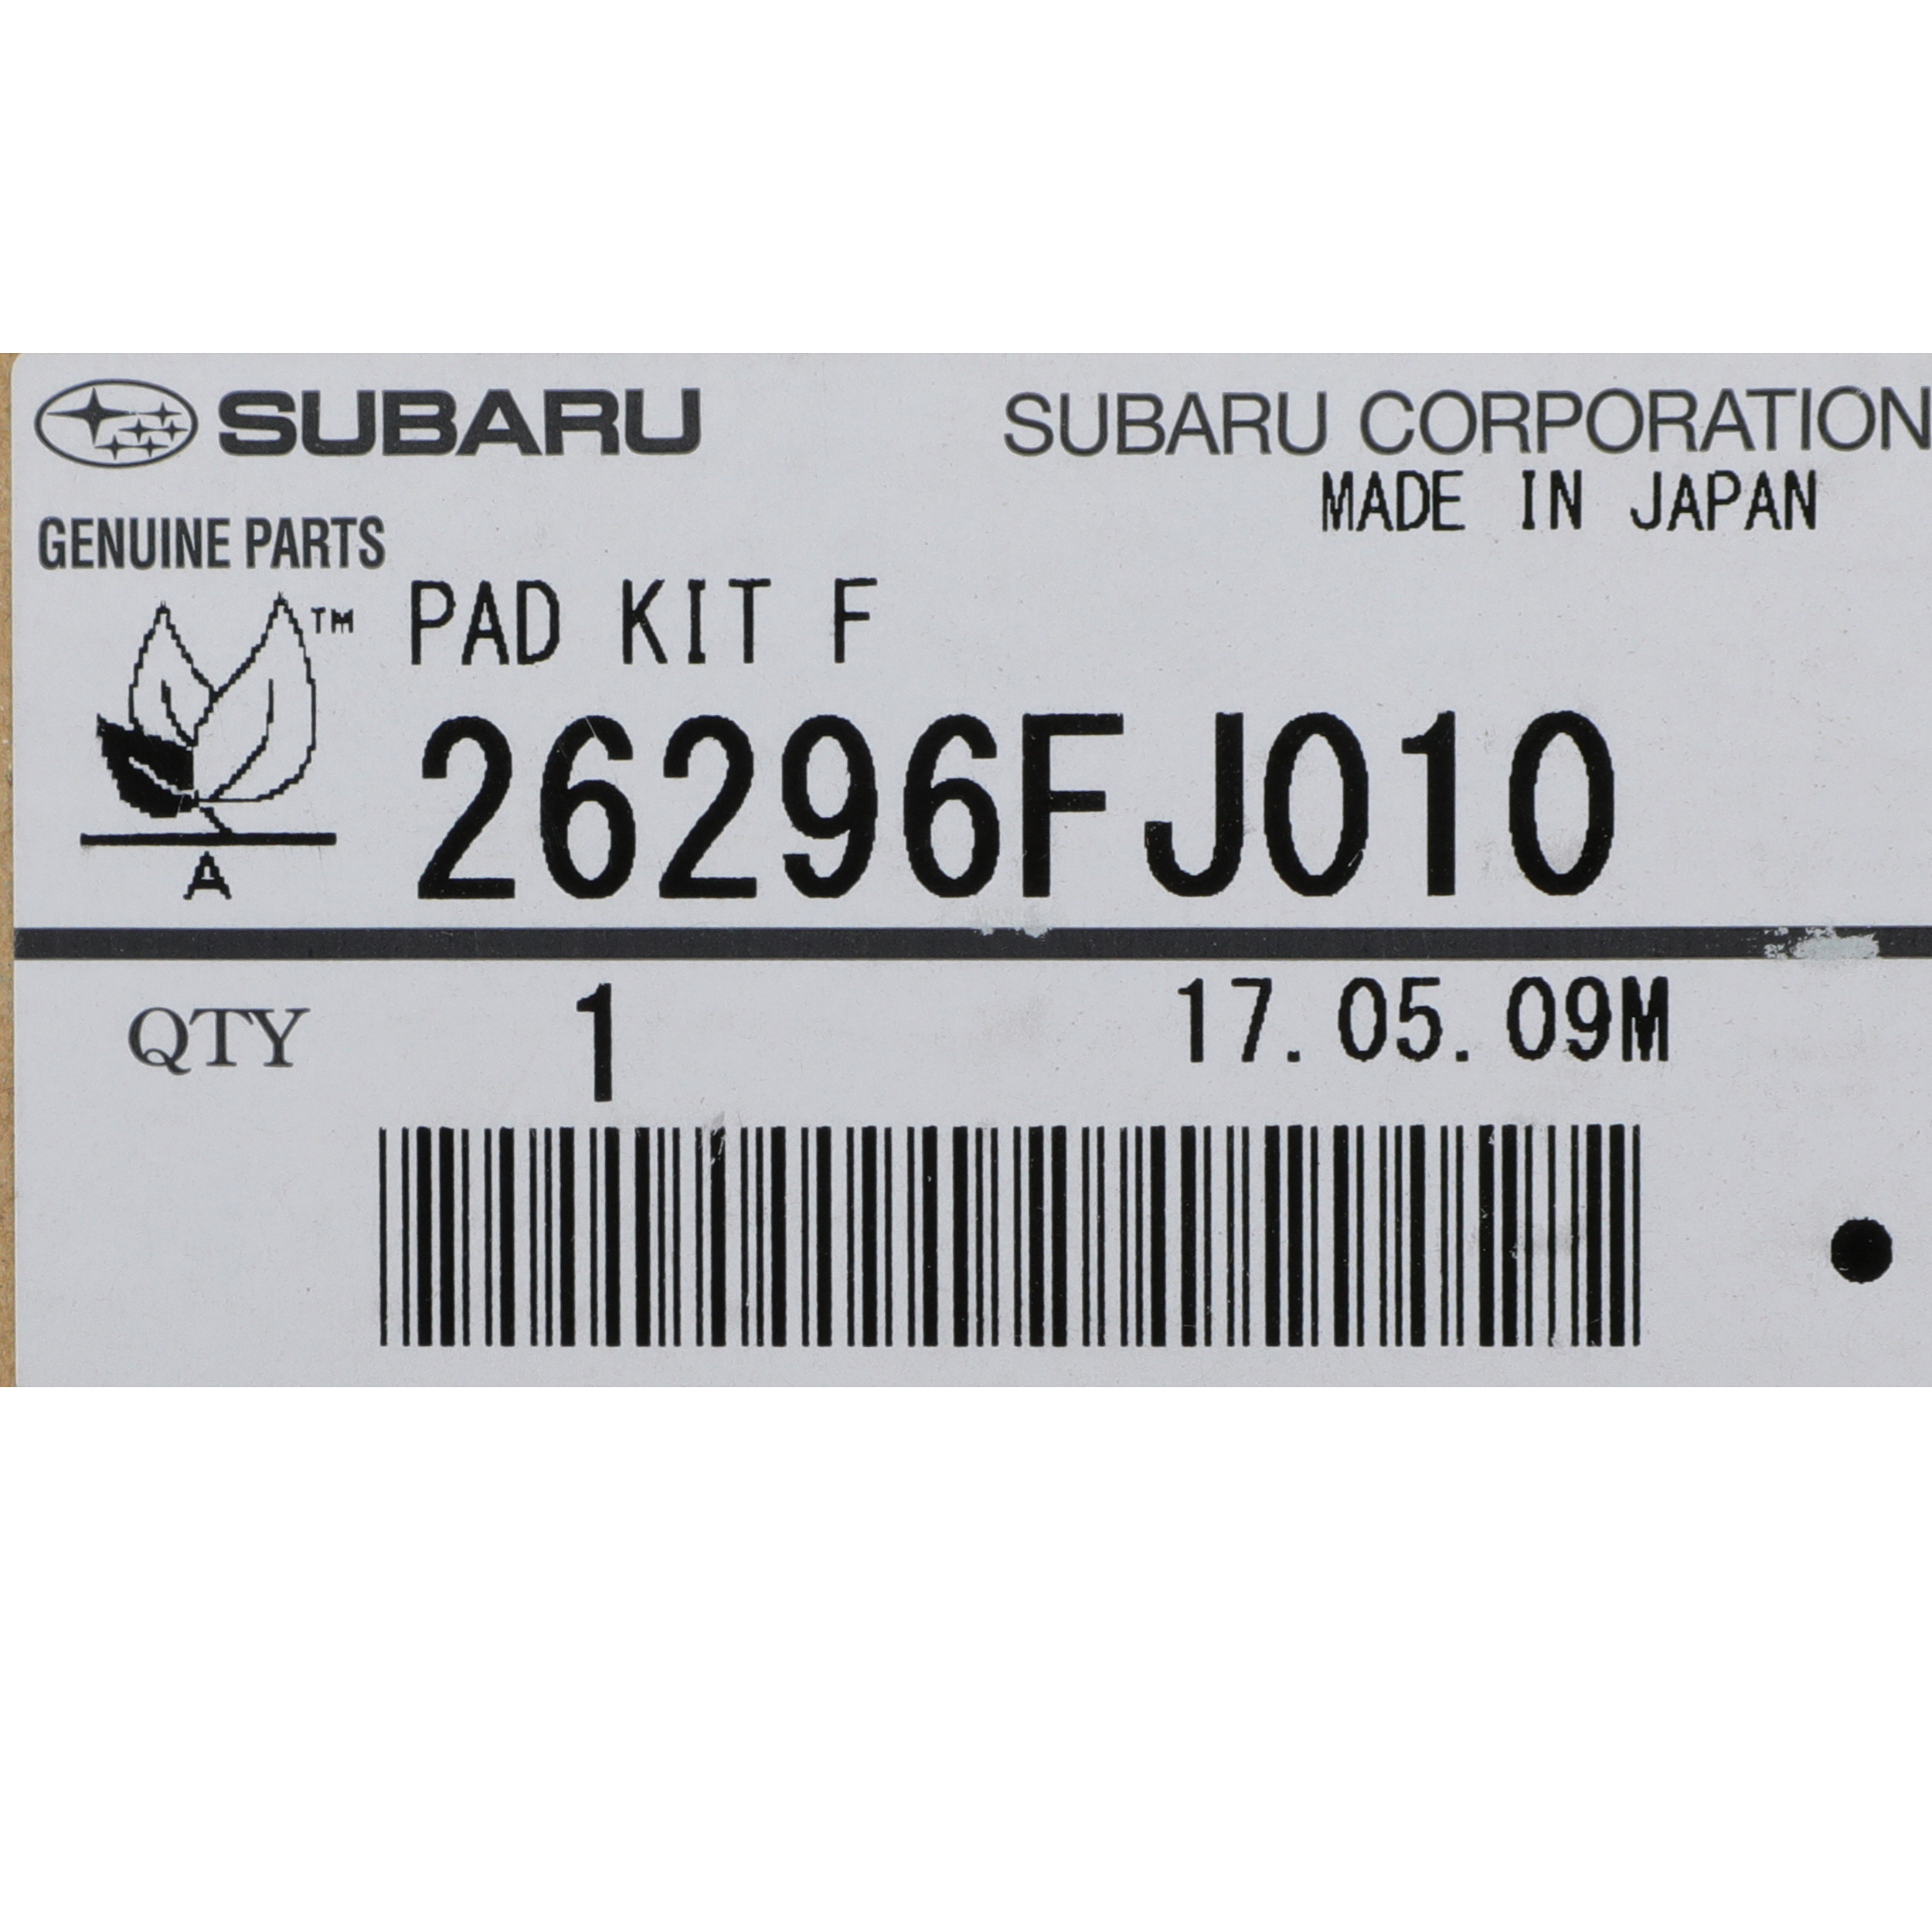 SUBARU
SUBARU CORPORATION
MADE IN JAPAN
GENUINE PARTS
TM
PAD KIT F
26296FJ010
A
QTY 1 17.05.09M